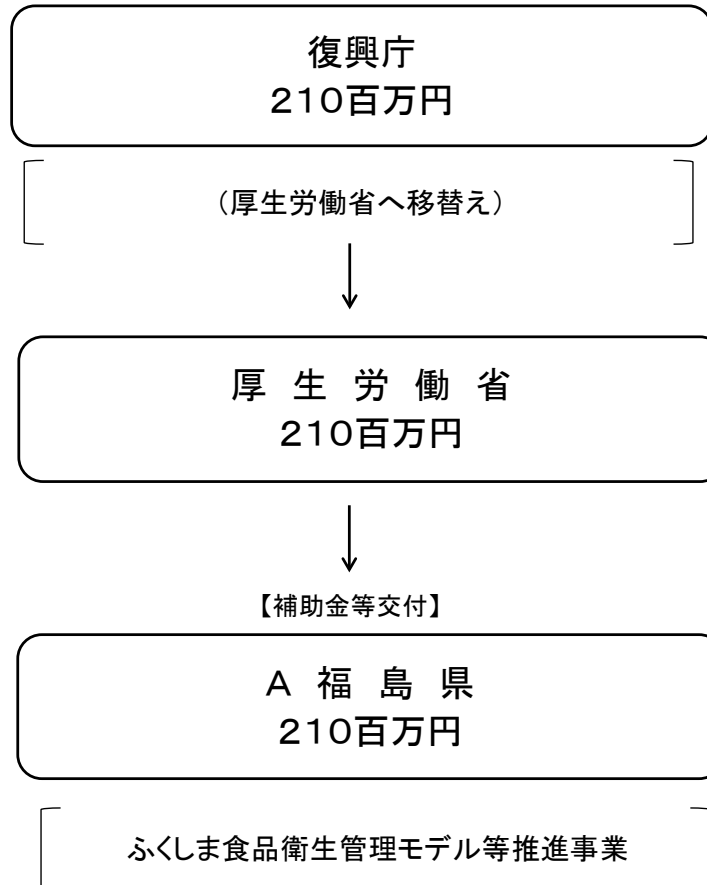 復興庁
210百万円
（厚生労働省へ移替え）
厚　生　労　働　省
210百万円
【補助金等交付】
A　福　島　県
210百万円
ふくしま食品衛生管理モデル等推進事業